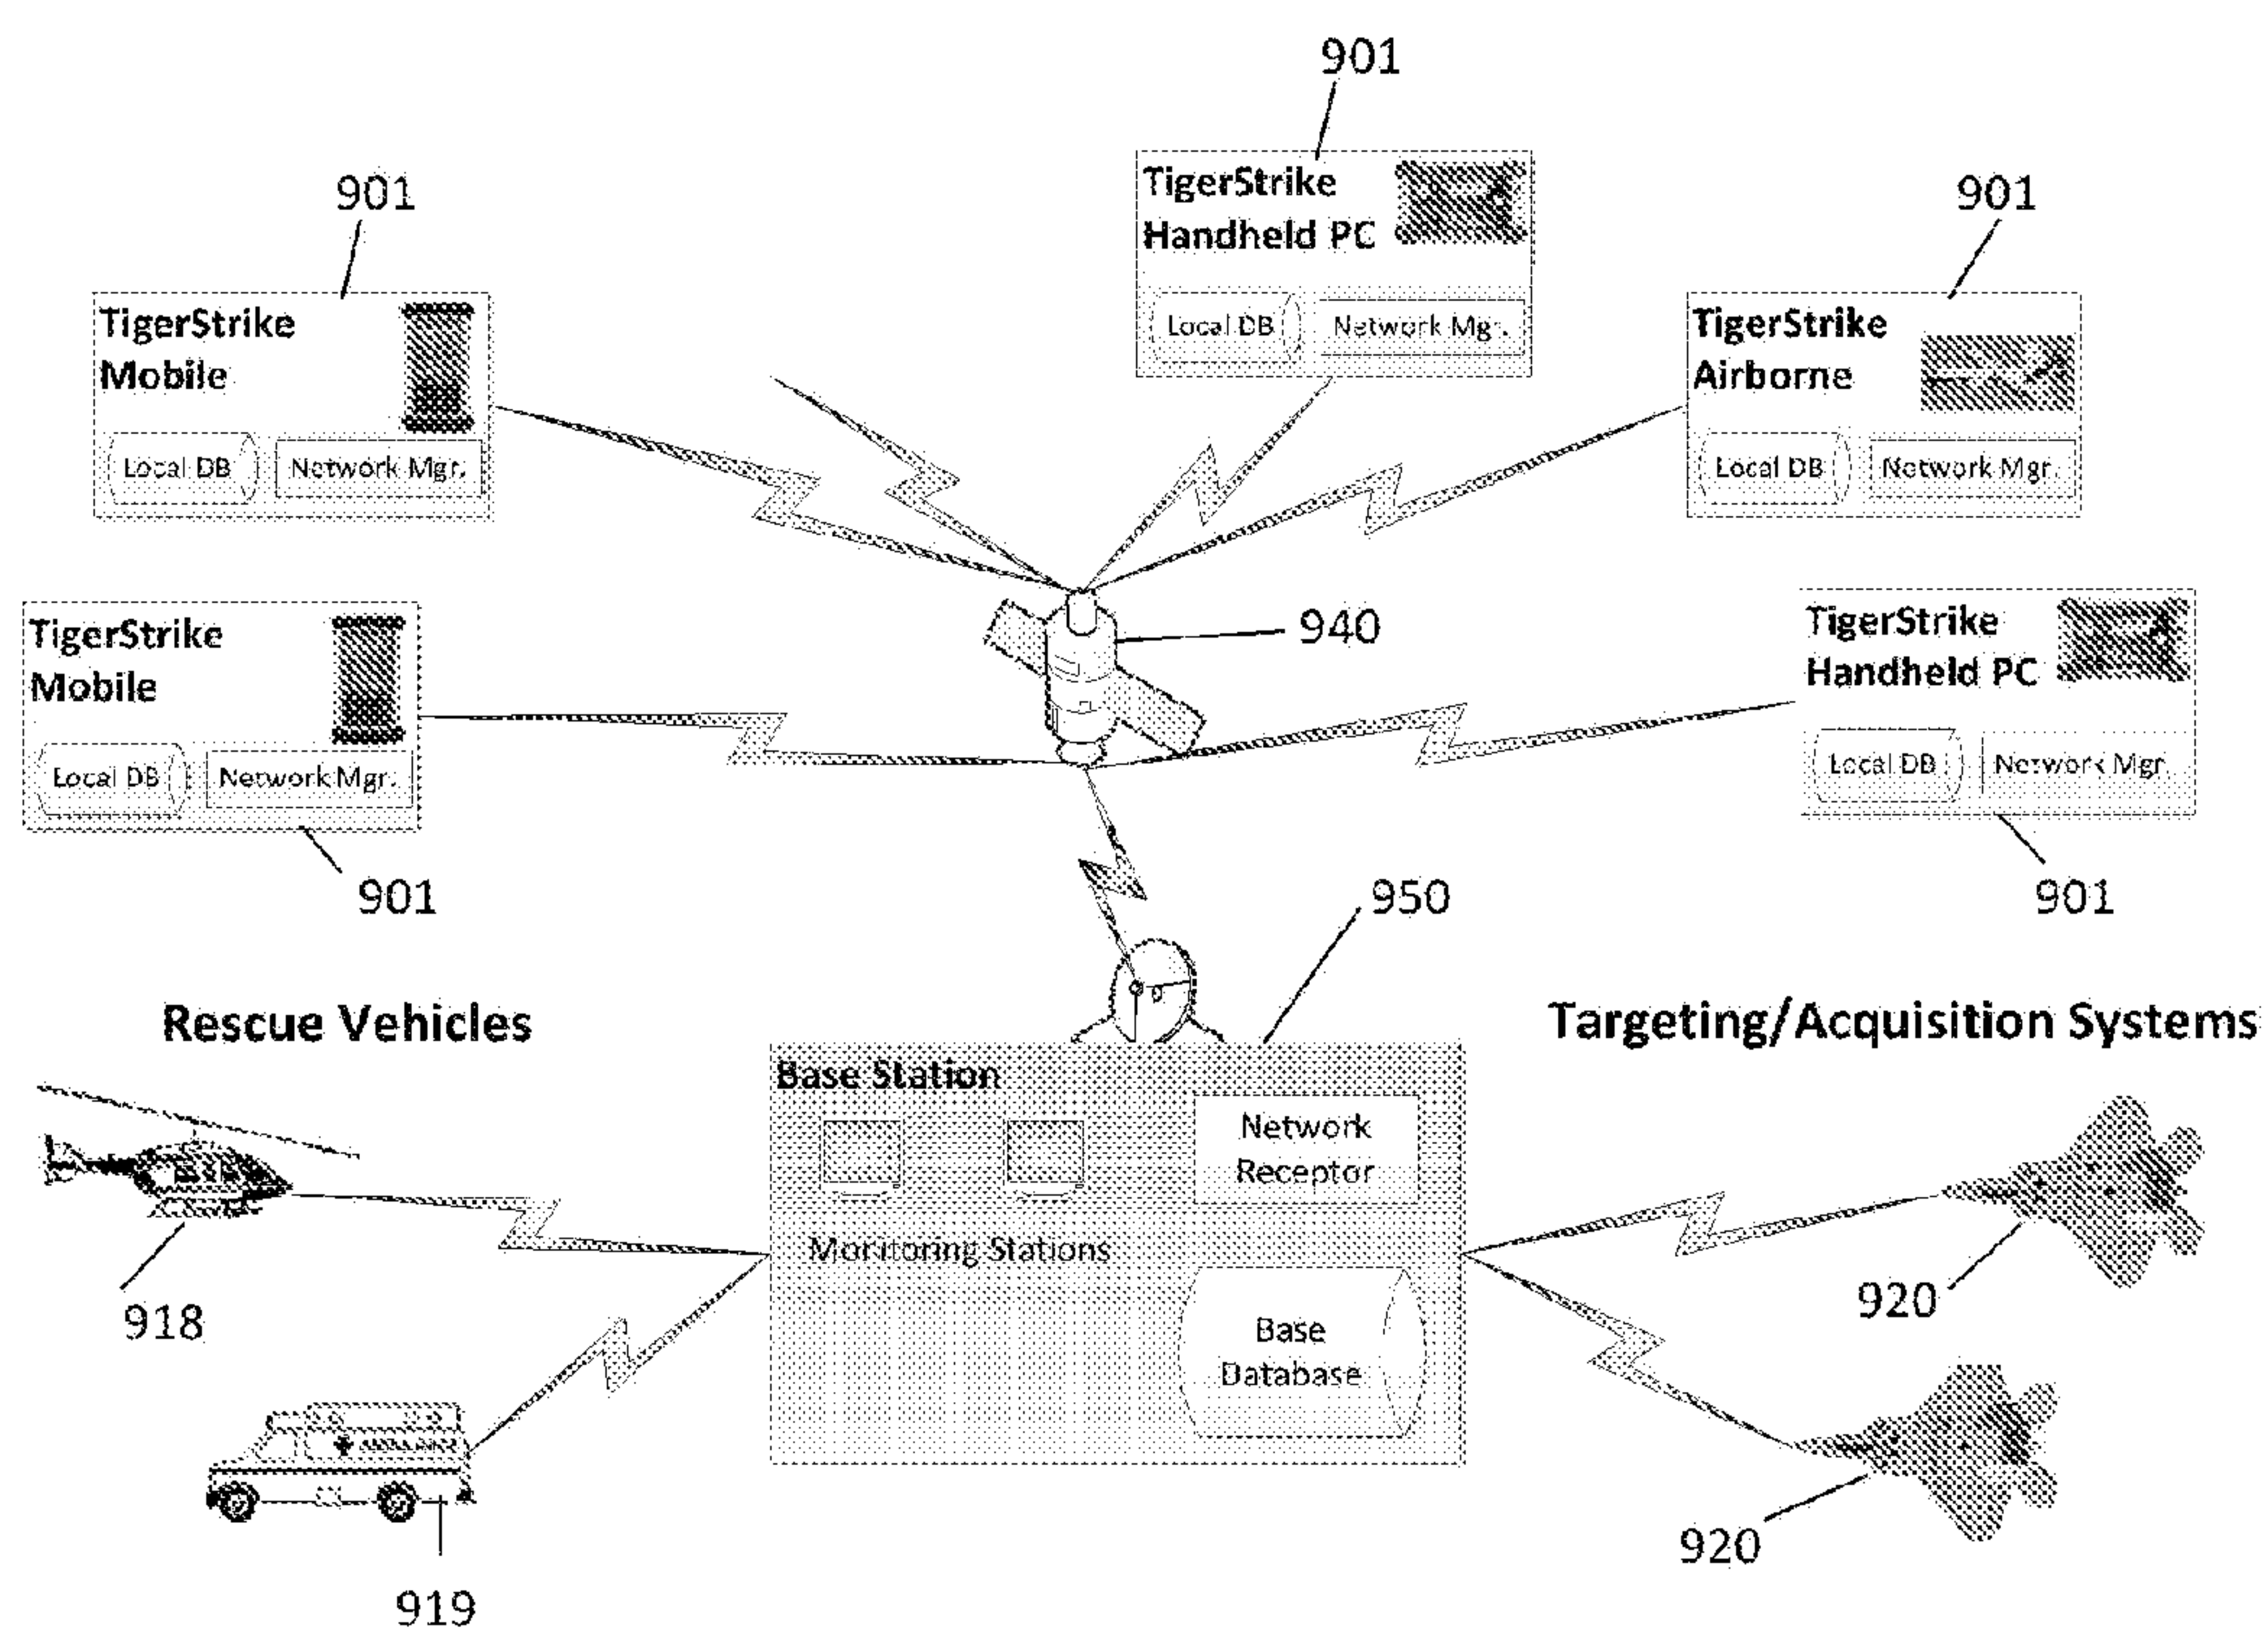 901
TigerStrike
Handheld PC
Local DB
Network Mgr.
901
TigerStrike
Mobile
Local DB
Network Mgr.
901
TigerStrike
Airborne
Local DB
Network Mgr.
TigerStrike
Mobile
Local DB
Network Mgr.
901
940
TigerStrike
Handheld PC
Local DB
Network Mgr.
901
950
Rescue Vehicles
918
919
Base Station
Monitoring Stations
Network
Receptor
Base
Database
Targeting/Acquisition Systems
920
920